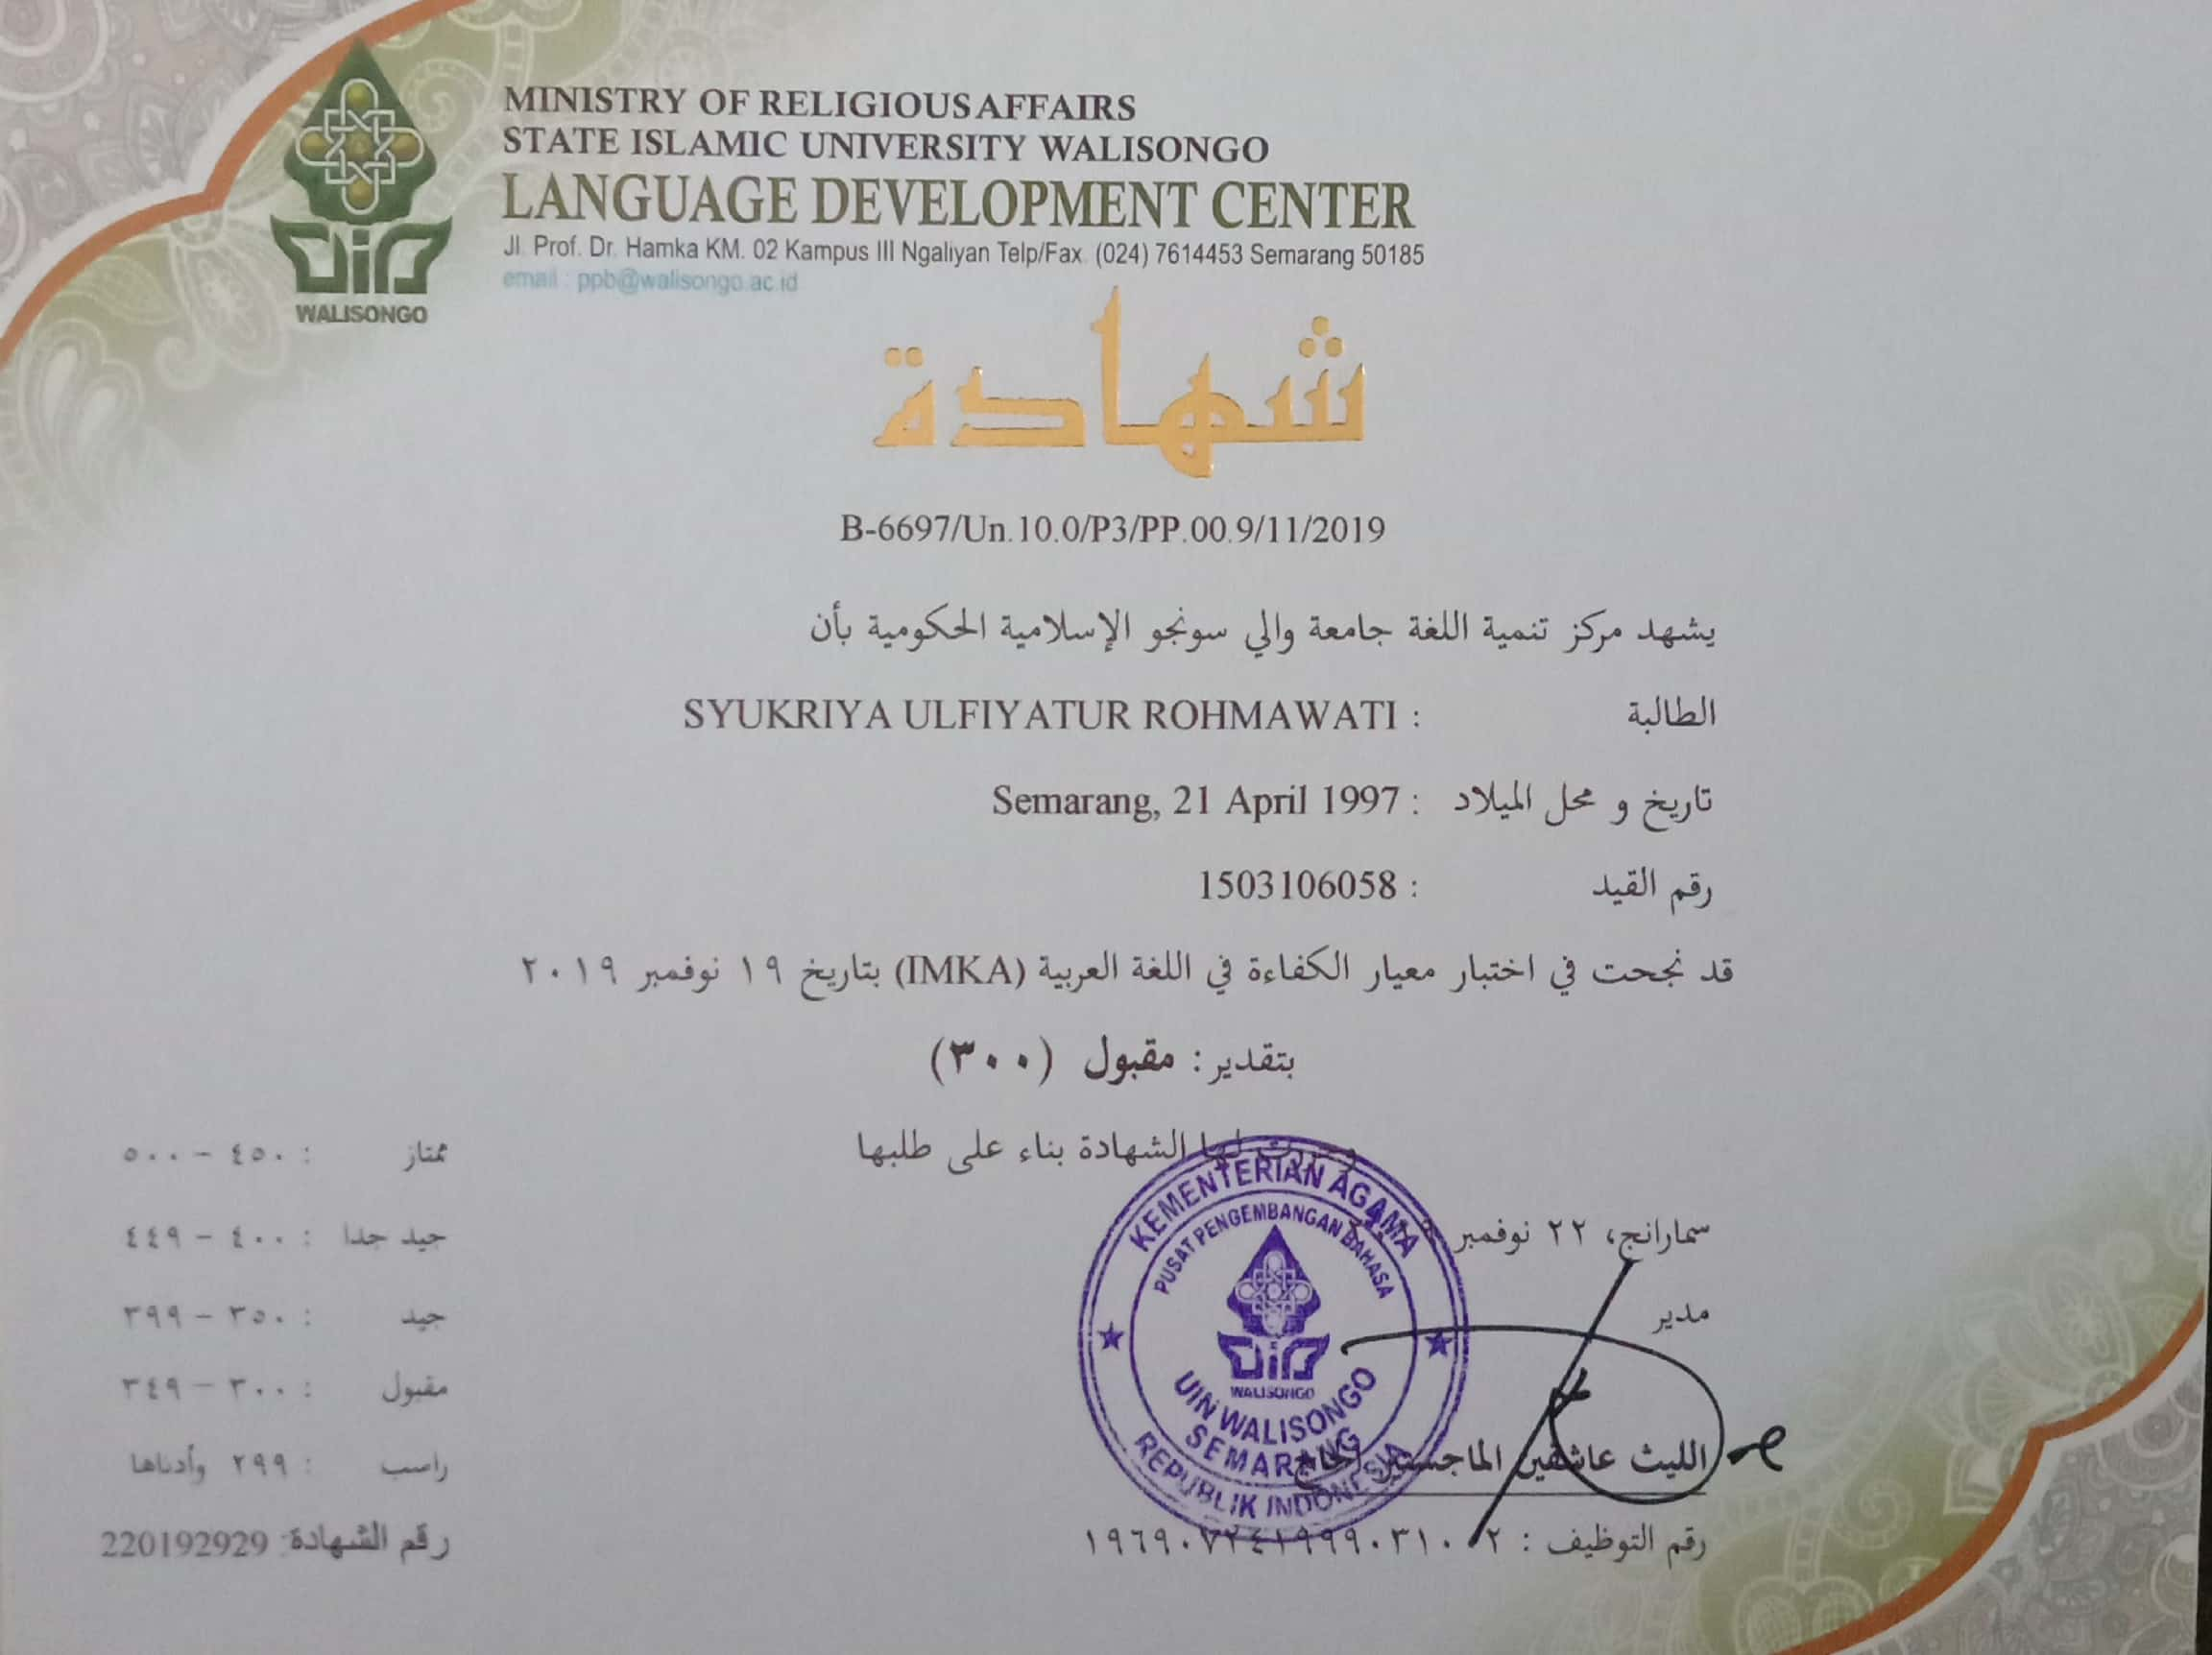 MINISTRY OF RELIGIOUS AFFAIRS
STATE ISLAMIC UNIVERSITY WALISONGO
LANGUAGE DEVELOPMENT CENTER
Jl. Prof. Dr. Hamka KM. 02 Kampus III Ngaliyan Telp/Fax. (024) 7614453 Semarang 50185
email : ppb@walisongo.ac.id
WALISONGO
شهادة
B-6697/Un.10.0/P3/PP.00.9/11/2019
يشهد مركز تنمية اللغة جامعة والي سونجو الإسلامية الحكومية بأن
الطالبة : SYUKRIYA ULFIYATUR ROHMAWATI
تاريخ و محل الميلاد : Semarang, 21 April 1997
رقم القيد : 1503106058
قد نجحت في اختبار معيار الكفاءة في اللغة العربية (IMKA) بتاريخ ١٩ نوفمبر ٢٠١٩
بتقدير: مقبول (٣٠٠)
لها الشهادة بناء على طلبها
سمارانج، ٢٢ نوفمبر
مدير
الليث عاشقين الماجستير الحاج
رقم التوظيف : ١٩٦٩٠٧٢٤١٩٩٩٠٣١٠٠٢
ممتاز : ٤٥٠ – ٥٠٠
جيد جدا : ٤٠٠ – ٤٤٩
جيد : ٣٥٠ – ٣٩٩
مقبول : ٣٠٠ – ٣٤٩
راسب : ٢٩٩ وأدناها
رقم الشهادة: 220192929
KEMENTERIAN AGAMA
PUSAT PENGEMBANGAN BAHASA
WALISONGO
UIN WALISONGO
SEMARANG
REPUBLIK INDONESIA